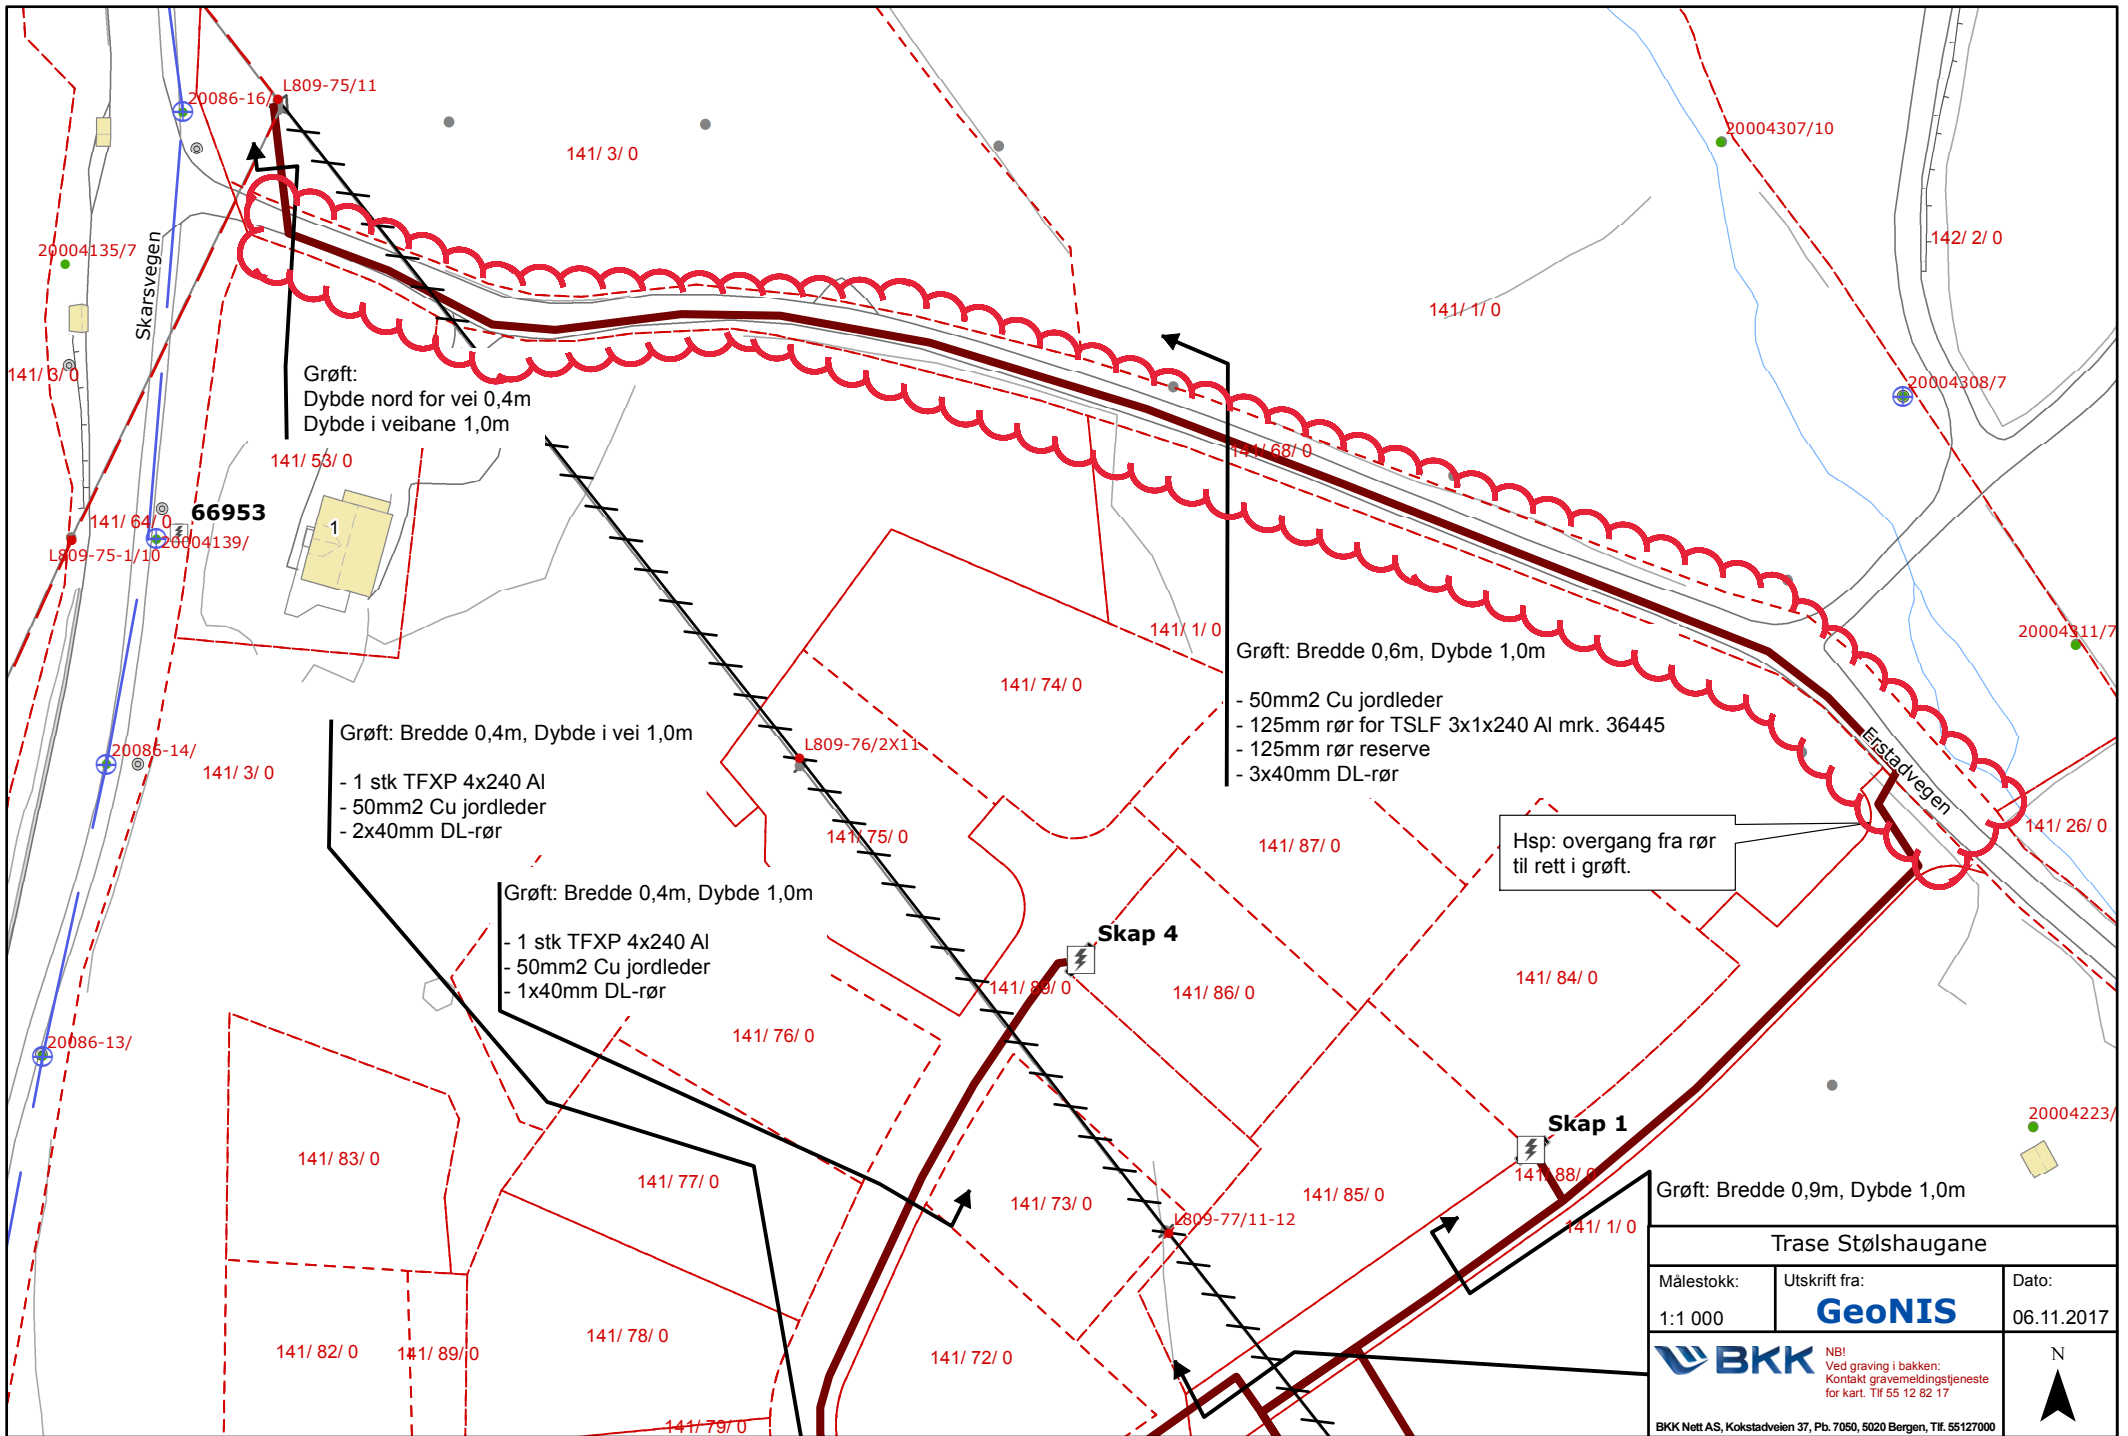 L809-75/11
20086-16/
141/ 3/ 0
20004307/10
142/ 2/ 0
20004135/7
Skarsvegen
141/ 1/ 0
141/ 3/ 0
Grøft:
Dybde nord for vei 0,4m
Dybde i veibane 1,0m
20004308/7
141/ 53/ 0
141/ 68/ 0
66953
1
141/ 64/ 0
20004139/
L809-75-1/10
141/ 1/ 0
20004311/7
Grøft: Bredde 0,6m, Dybde 1,0m
- 50mm2 Cu jordleder
- 125mm rør for TSLF 3x1x240 Al mrk. 36445
- 125mm rør reserve
- 3x40mm DL-rør
141/ 74/ 0
Grøft: Bredde 0,4m, Dybde i vei 1,0m
- 1 stk TFXP 4x240 Al
- 50mm2 Cu jordleder
- 2x40mm DL-rør
L809-76/2X11
20086-14/
141/ 3/ 0
Erstadvegen
141/ 75/ 0
141/ 87/ 0
Hsp: overgang fra rør
til rett i grøft.
141/ 26/ 0
Grøft: Bredde 0,4m, Dybde 1,0m
- 1 stk TFXP 4x240 Al
- 50mm2 Cu jordleder
- 1x40mm DL-rør
Skap 4
141/ 89/ 0
141/ 86/ 0
141/ 84/ 0
141/ 76/ 0
20086-13/
20004223/
Skap 1
141/ 83/ 0
141/ 77/ 0
141/ 73/ 0
141/ 85/ 0
141/ 88/ 0
L809-77/11-12
141/ 1/ 0
Grøft: Bredde 0,9m, Dybde 1,0m
141/ 82/ 0
141/ 89/ 0
141/ 78/ 0
141/ 72/ 0
141/ 79/ 0
Trase Stølshaugane
Målestokk:
1:1 000
Utskrift fra:
GeoNIS
Dato:
06.11.2017
BKK
NB!
Ved graving i bakken:
Kontakt gravemeldingstjeneste
for kart. Tlf 55 12 82 17
N
BKK Nett AS, Kokstadveien 37, Pb. 7050, 5020 Bergen, Tlf. 55127000